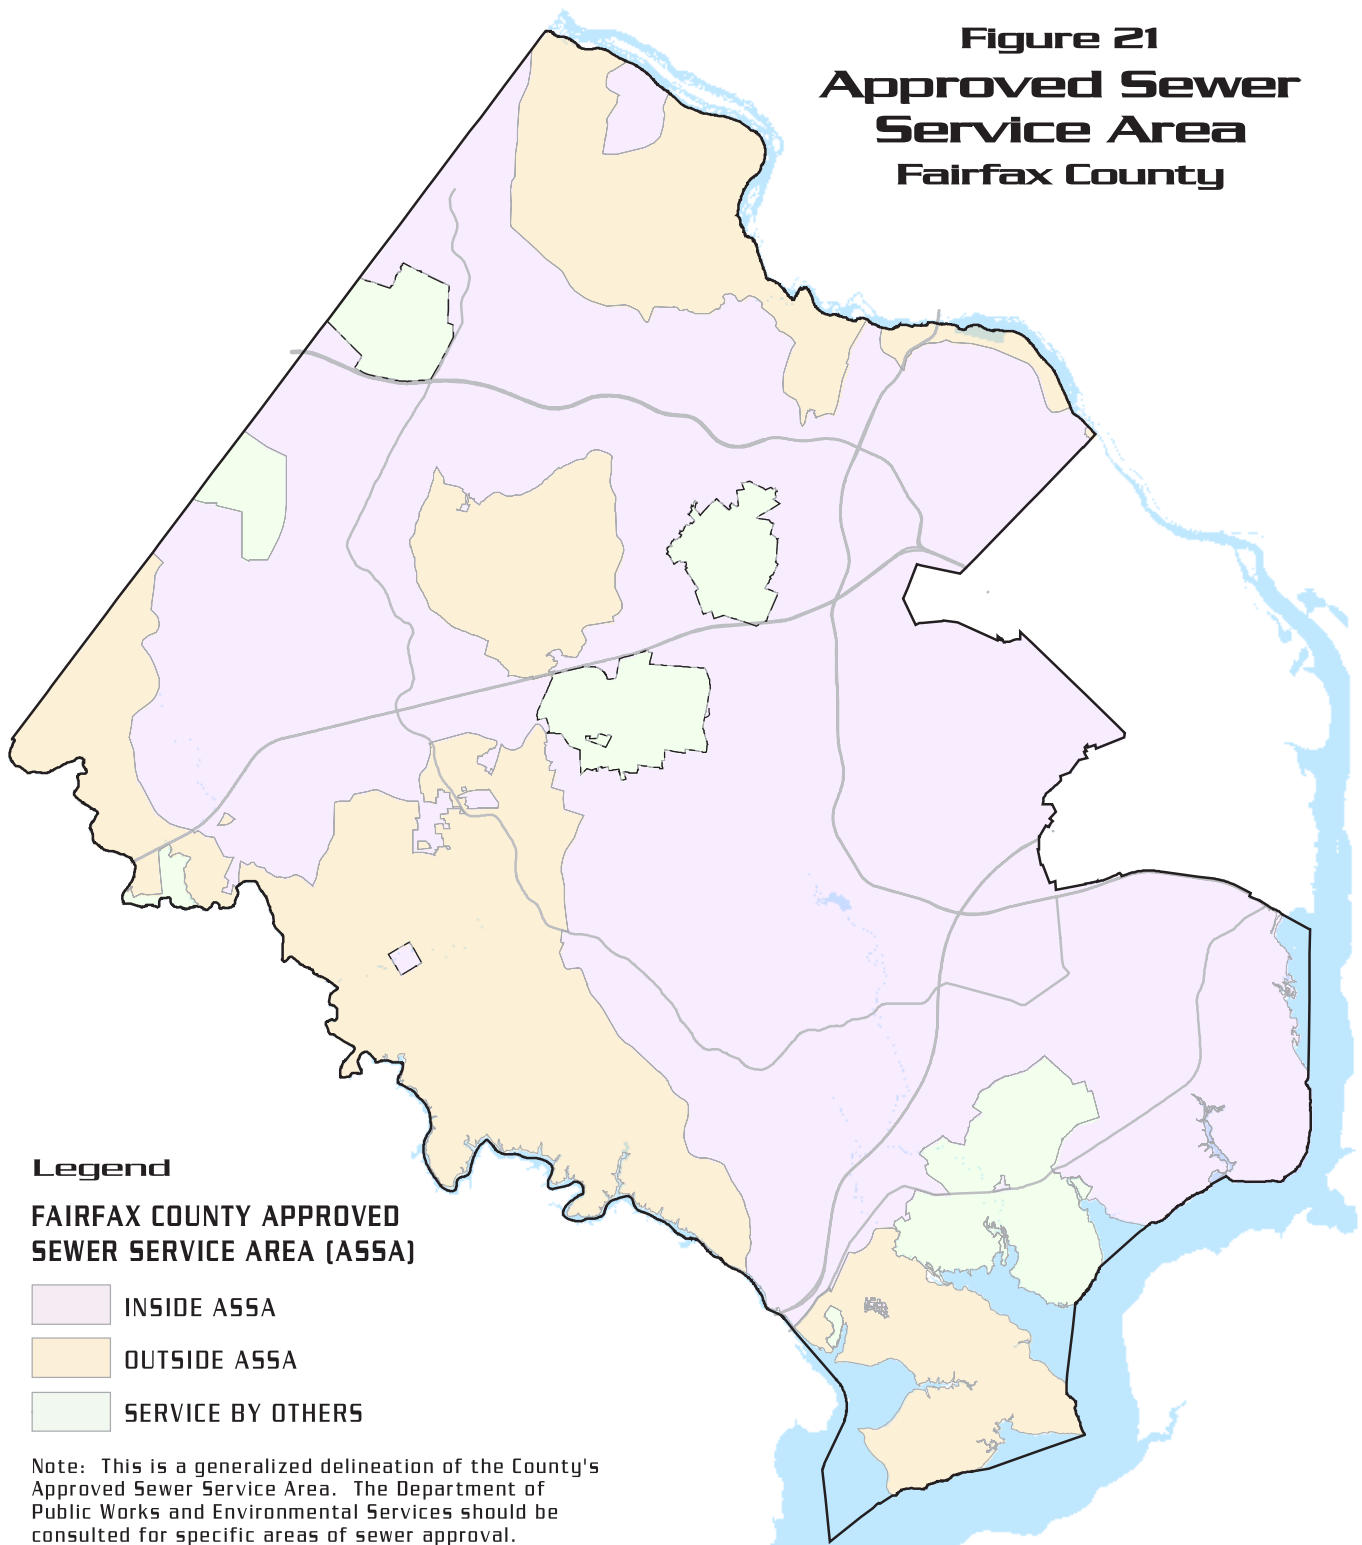 Figure 21
Approved Sewer
Service Area
Fairfax County
Legend
FAIRFAX COUNTY APPROVED
SEWER SERVICE AREA (ASSA)
INSIDE ASSA
OUTSIDE ASSA
SERVICE BY OTHERS
Note: This is a generalized delineation of the County's
Approved Sewer Service Area. The Department of
Public Works and Environmental Services should be
consulted for specific areas of sewer approval.